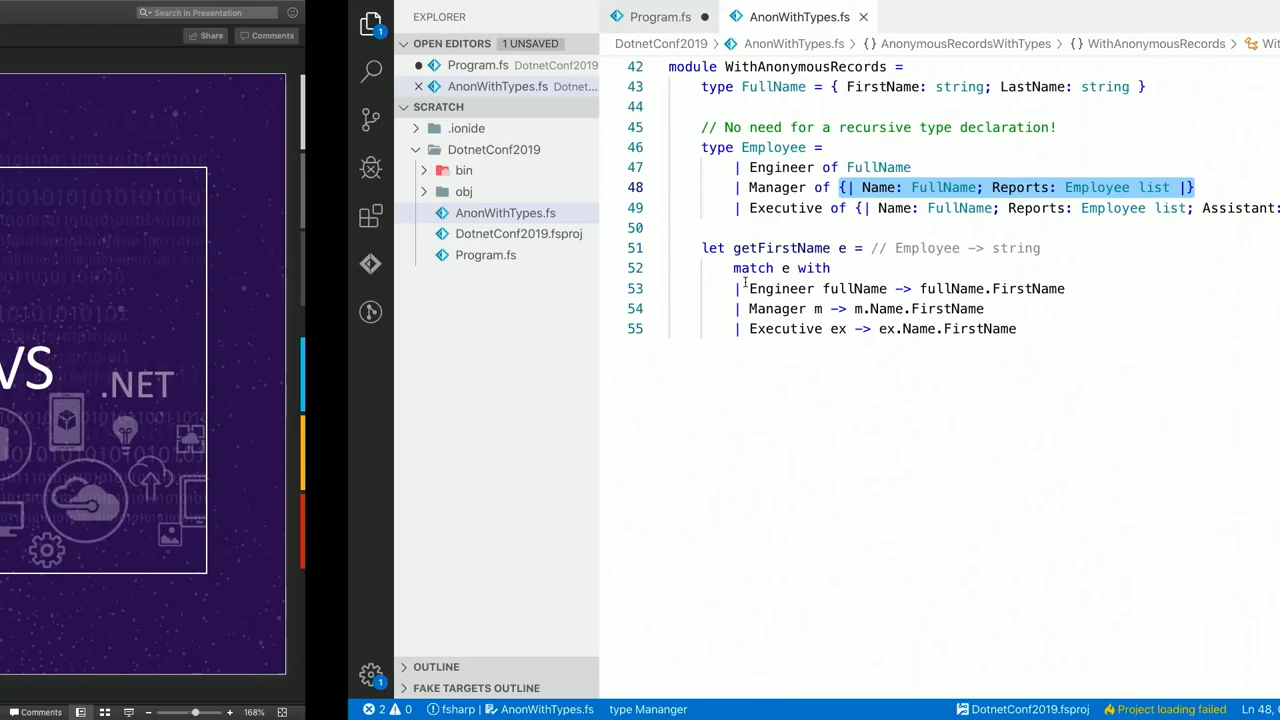 Search in Presentation
Share
Comments
VS
.NET
Comments
168%
EXPLORER
OPEN EDITORS
1 UNSAVED
Program.fs DotnetConf2019
AnonWithTypes.fs Dotnet...
SCRATCH
.ionide
DotnetConf2019
bin
obj
AnonWithTypes.fs
DotnetConf2019.fsproj
Program.fs
OUTLINE
FAKE TARGETS OUTLINE
1
1
Program.fs
AnonWithTypes.fs
DotnetConf2019 > AnonWithTypes.fs > {} AnonymousRecordsWithTypes > {} WithAnonymousRecords > Wit
42 module WithAnonymousRecords =
43 type FullName = { FirstName: string; LastName: string }
44
45 // No need for a recursive type declaration!
46 type Employee =
47 | Engineer of FullName
48 | Manager of {| Name: FullName; Reports: Employee list |}
49 | Executive of {| Name: FullName; Reports: Employee list; Assistant:
50
51 let getFirstName e = // Employee -> string
52 match e with
53 | Engineer fullName -> fullName.FirstName
54 | Manager m -> m.Name.FirstName
55 | Executive ex -> ex.Name.FirstName
2 0 fsharp | AnonWithTypes.fs type Mananger DotnetConf2019.fsproj Project loading failed Ln 48,